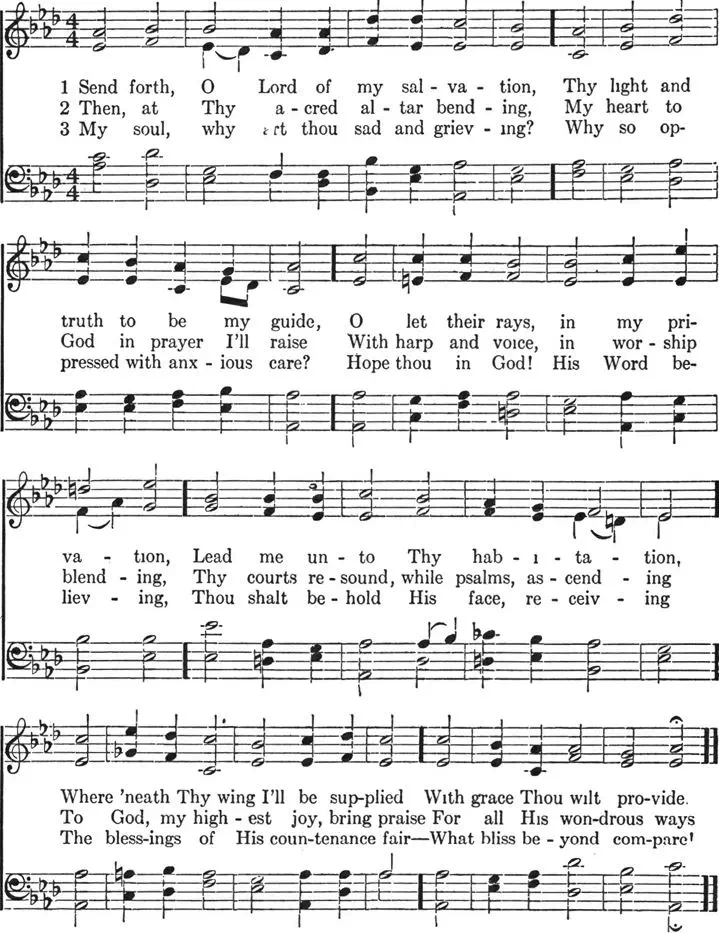 4 4
1 Send forth, O Lord of my sal - va - tion, Thy light and
2 Then, at Thy acred al - tar bend - ing, My heart to
3 My soul, why art thou sad and griev - ing? Why so op-
4 4
truth to be my guide, O let their rays, in my pri-
God in prayer I'll raise With harp and voice, in wor - ship
pressed with anx - ious care? Hope thou in God! His Word be-
va - tion, Lead me un - to Thy hab - i - ta - tion,
blend - ing, Thy courts re - sound, while psalms, as - cend - ing
liev - ing, Thou shalt be - hold His face, re - ceiv - ing
Where 'neath Thy wing I'll be sup-plied With grace Thou wilt pro-vide.
To God, my high - est joy, bring praise For all His won-drous ways
The bless-ings of His coun-tenance fair—What bliss be - yond com-pare'